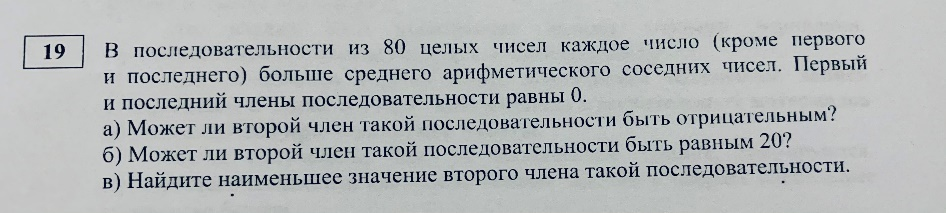 19
В последовательности из 80 целых чисел каждое число (кроме первого
и последнего) больше среднего арифметического соседних чисел. Первый
и последний члены последовательности равны 0.
а) Может ли второй член такой последовательности быть отрицательным?
б) Может ли второй член такой последовательности быть равным 20?
в) Найдите наименьшее значение второго члена такой последовательности.